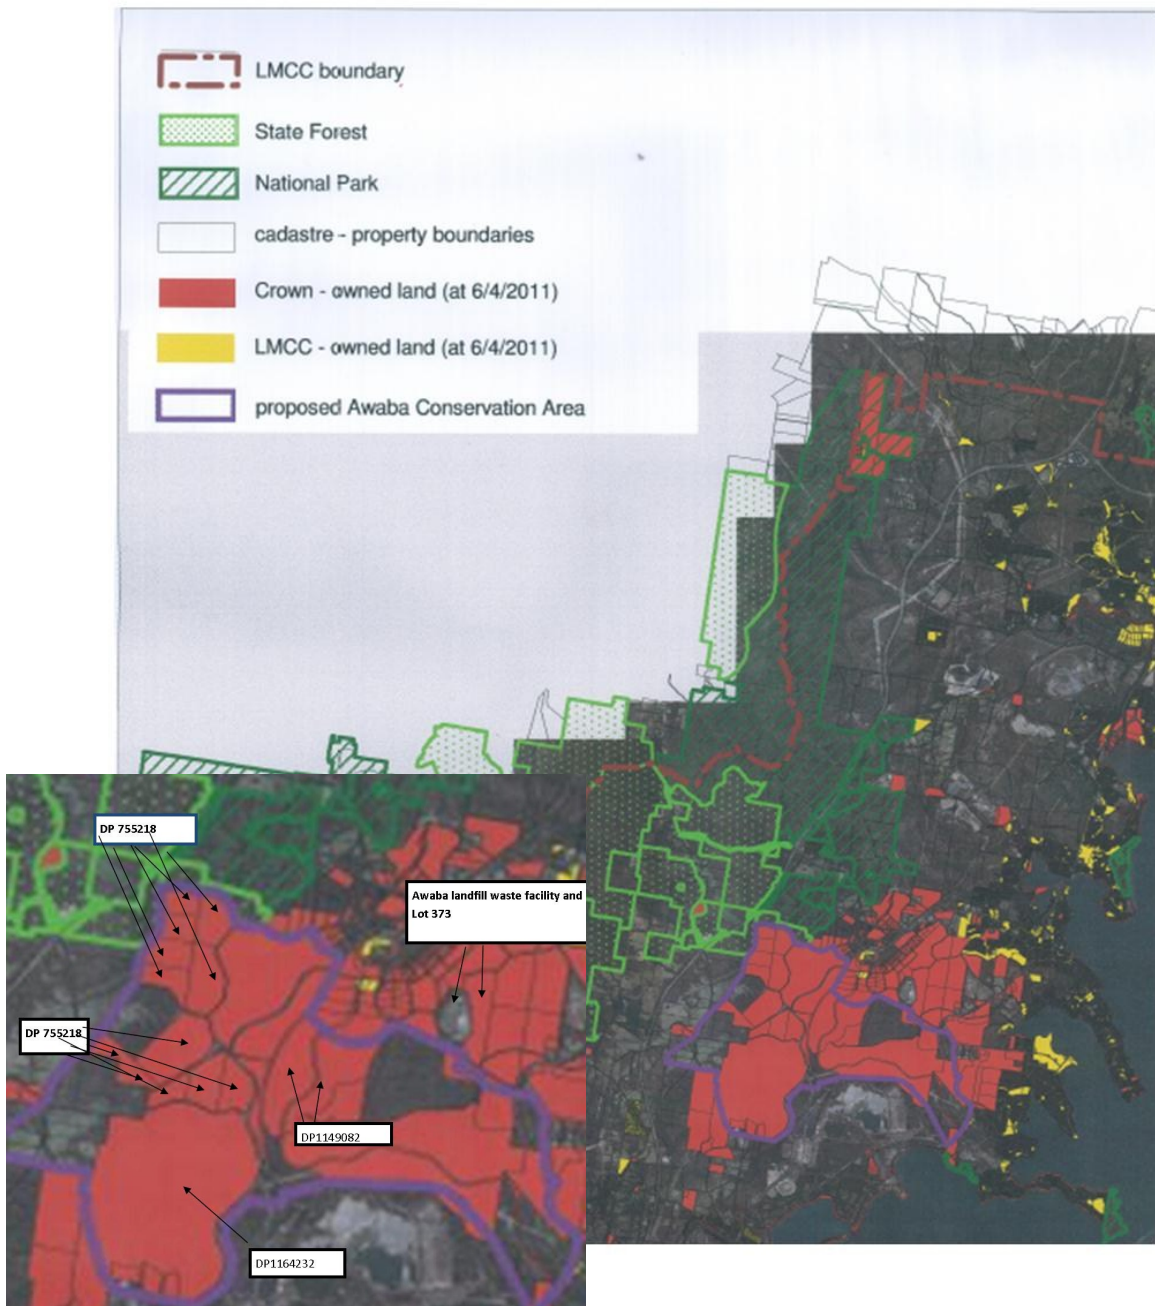 LMCC boundary
State Forest
National Park
cadastre - property boundaries
Crown - owned land (at 6/4/2011)
LMCC - owned land (at 6/4/2011)
proposed Awaba Conservation Area
DP 755218
Awaba landfill waste facility and
Lot 373
DP 755218
DP1149082
DP1164232